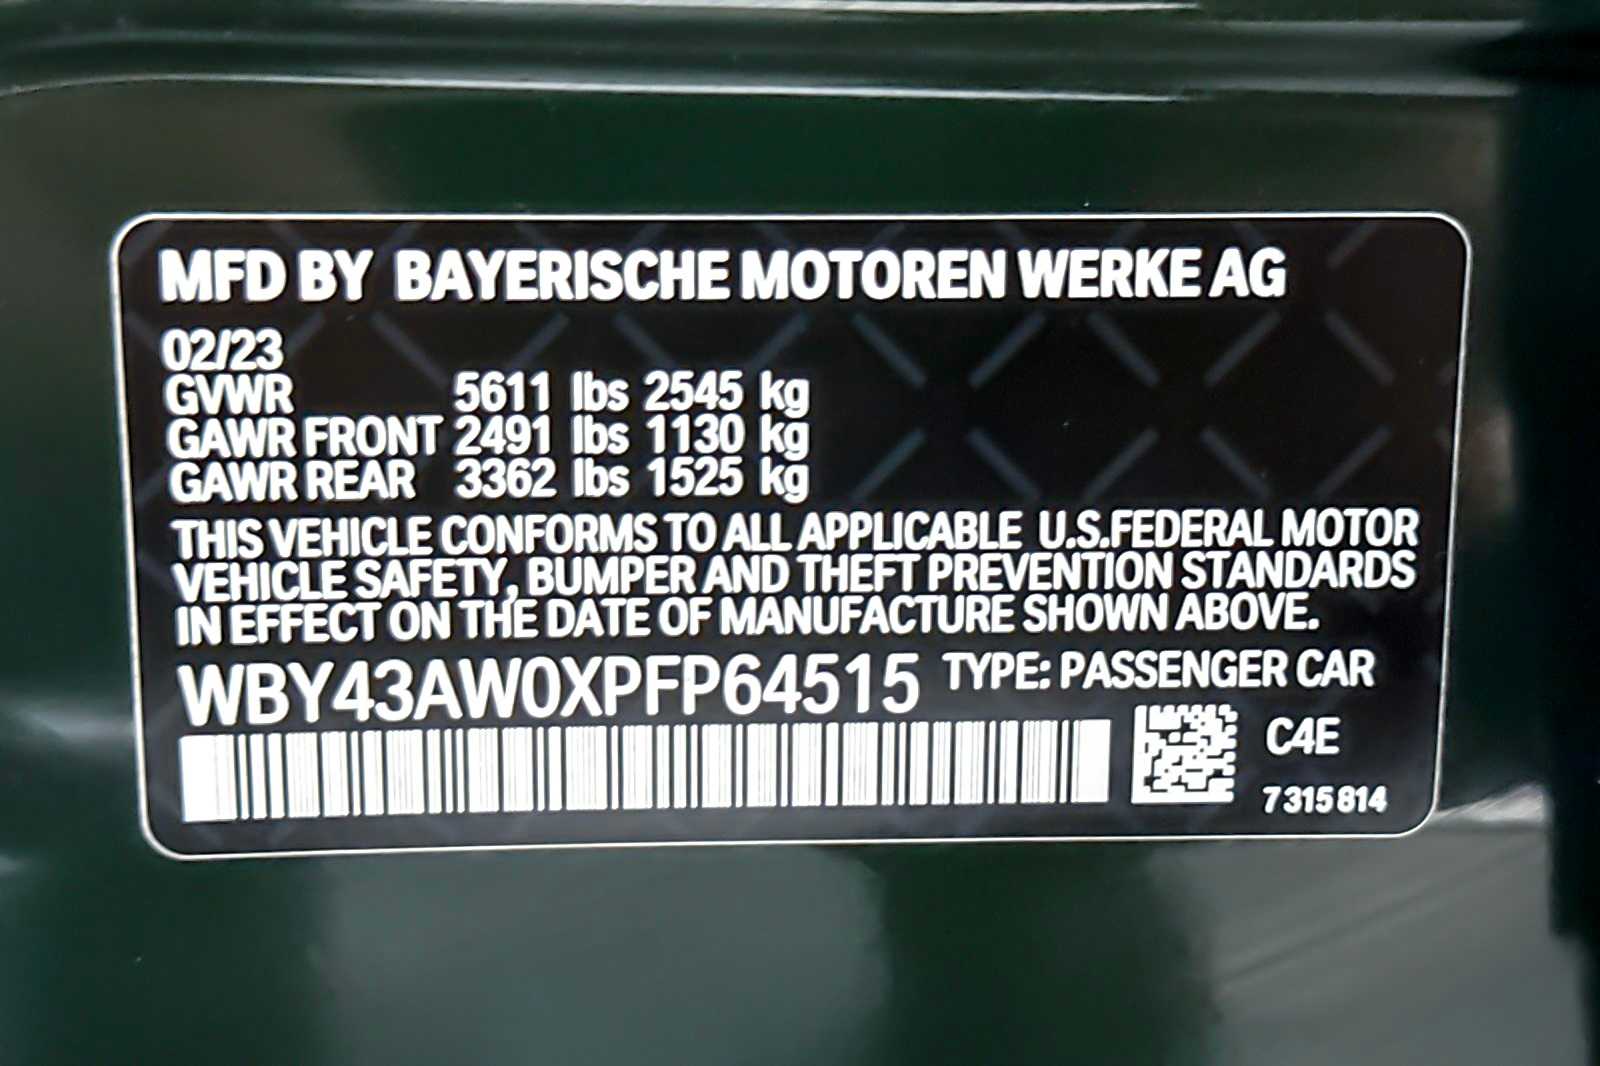 MFD BY BAYERISCHE MOTOREN WERKE AG
02/23
GVWR 5611 lbs 2545 kg
GAWR FRONT 2491 lbs 1130 kg
GAWR REAR 3362 lbs 1525 kg
THIS VEHICLE CONFORMS TO ALL APPLICABLE U.S.FEDERAL MOTOR
VEHICLE SAFETY, BUMPER AND THEFT PREVENTION STANDARDS
IN EFFECT ON THE DATE OF MANUFACTURE SHOWN ABOVE.
WBY43AW0XPFP64515 TYPE: PASSENGER CAR
C4E
7315814